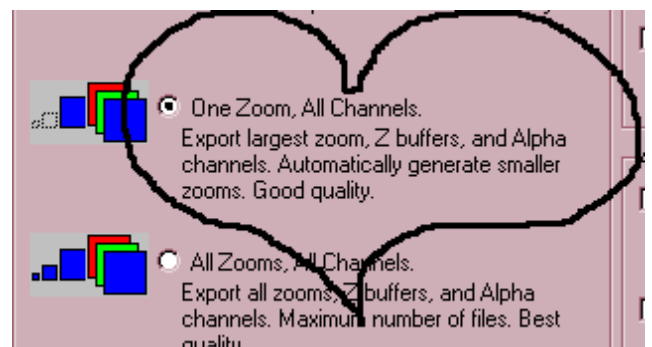 One Zoom, All Channels.
Export largest zoom, Z buffers, and Alpha
channels. Automatically generate smaller
zooms. Good quality.
All Zooms, All Channels.
Export all zooms, Z buffers, and Alpha
channels. Maximum number of files. Best
quality.